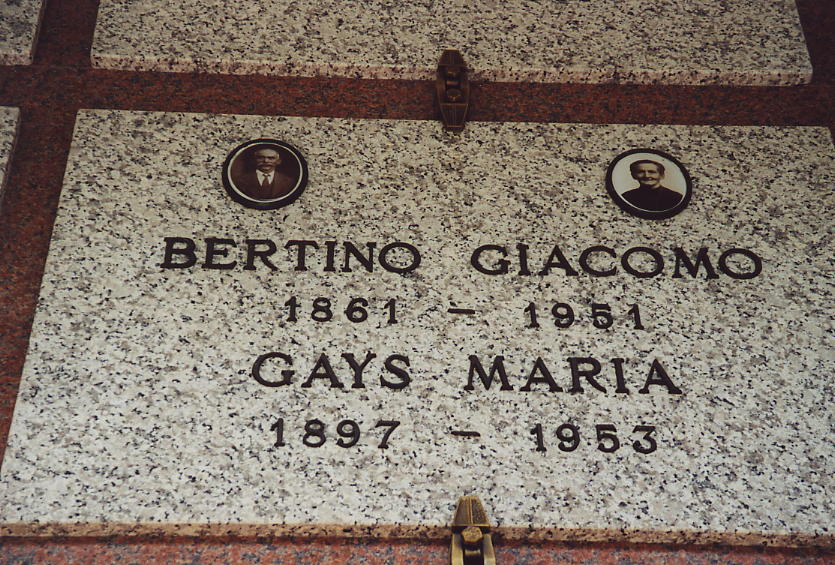 BERTINO GIACOMO
1861 – 1951
GAYS MARIA
1897 – 1953